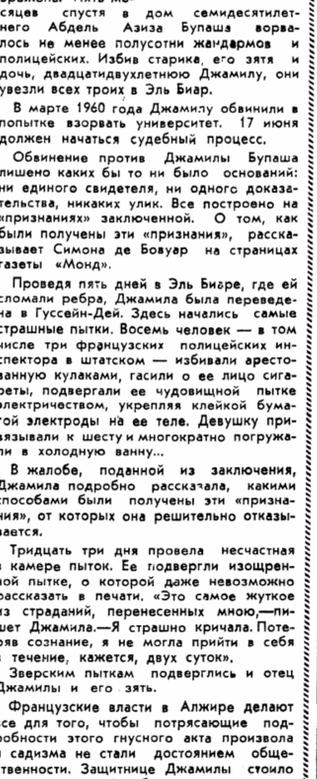 сяцев спустя в дом семидесятилет-
него Абдель Азиза Бупаша ворва-
лось не менее полусотни жандармов и
полицейских. Избив старика, его зятя и
дочь, двадцатидвухлетнюю Джамилу, они
увезли всех троих в Эль Биар.
В марте 1960 года Джамилу обвинили в
попытке взорвать университет. 17 июня
должен начаться судебный процесс.
Обвинение против Джамилы Бупаша
лишено каких бы то ни было оснований:
ни единого свидетеля, ни одного доказа-
тельства, никаких улик. Все построено на
«признаниях» заключенной. О том, как
были получены эти «признания», расска-
зывает Симона де Бовуар на страницах
газеты «Монд».
Проведя пять дней в Эль Биаре, где ей
сломали ребра, Джамила была переведе-
на в Гуссейн-Дей. Здесь начались самые
страшные пытки. Восемь человек — в том
числе три французских полицейских ин-
спектора в штатском — избивали аресто-
ванную кулаками, гасили о ее лицо сига-
реты, подвергали ее чудовищной пытке
электричеством, укрепляя клейкой бума-
гой электроды на ее теле. Девушку при-
вязывали к шесту и многократно погружа-
ли в холодную ванну...
В жалобе, поданной из заключения,
Джамила подробно рассказала, какими
способами были получены эти «призна-
ния», от которых она решительно отказы-
вается.
Тридцать три дня провела несчастная
в камере пыток. Ее подвергли изощрен-
ной пытке, о которой даже невозможно
рассказать в печати. «Это самое жуткое
из страданий, перенесенных мною,—пи-
шет Джамила.—Я страшно кричала. Поте-
ряв сознание, я не могла прийти в себя
в течение, кажется, двух суток».
Зверским пыткам подверглись и отец
Джамилы и его зять.
Французские власти в Алжире делают
все для того, чтобы потрясающие под-
робности этого гнусного акта произвола
и садизма не стали достоянием обще-
ственности. Защитнице Джамилы стоило